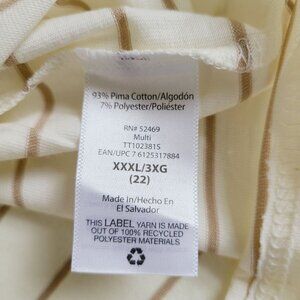 93% Pima Cotton/Algodón
7% Polyester/Poliéster
RN# 52469
Multi
TT102381S
EAN/UPC 7 6125317884
XXXL/3XG
(22)
Made In/Hecho En
El Salvador
THIS LABEL YARN IS MADE
OUT OF 100% RECYCLED
POLYESTER MATERIALS